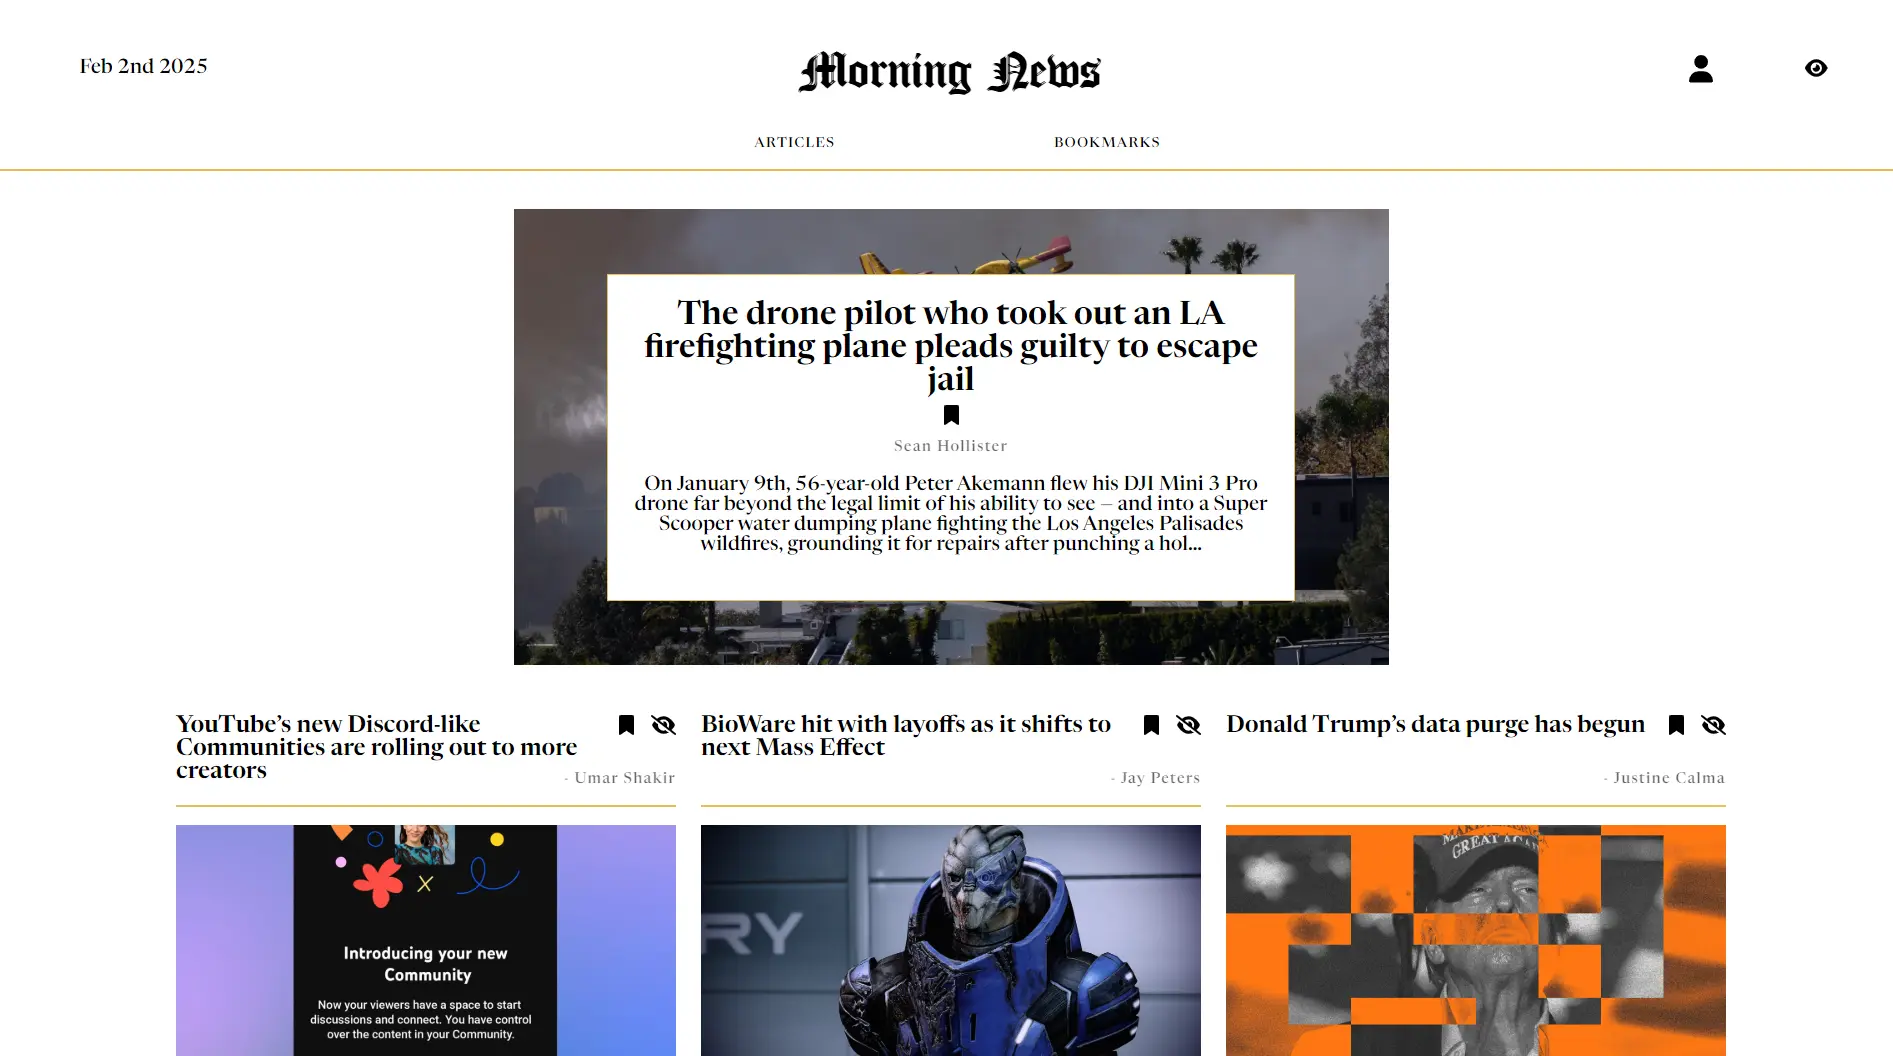 Feb 2nd 2025
Morning News
ARTICLES
BOOKMARKS
The drone pilot who took out an LA
firefighting plane pleads guilty to escape
jail
Sean Hollister
On January 9th, 56-year-old Peter Akemann flew his DJI Mini 3 Pro
drone far beyond the legal limit of his ability to see – and into a Super
Scooper water dumping plane fighting the Los Angeles Palisades
wildfires, grounding it for repairs after punching a hol...
YouTube’s new Discord-like
Communities are rolling out to more
creators
- Umar Shakir
BioWare hit with layoffs as it shifts to
next Mass Effect
- Jay Peters
Donald Trump’s data purge has begun
- Justine Calma
Introducing your new
Community
Now your viewers have a space to start
discussions and connect. You have control
over the content in your Community.
RY
GREAT